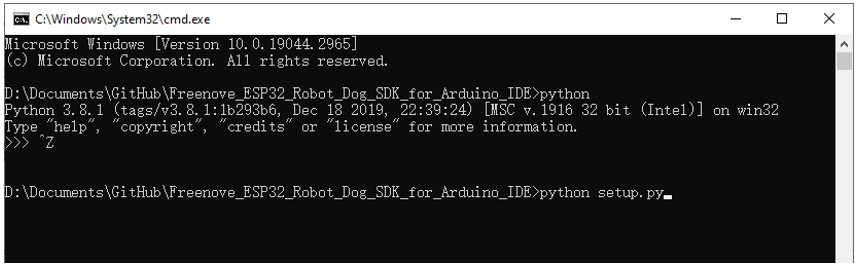 C:\Windows\System32\cmd.exe
Microsoft Windows [Version 10.0.19044.2965]
(c) Microsoft Corporation. All rights reserved.
D:\Documents\GitHub\Freenove_ESP32_Robot_Dog_SDK_for_Arduino_IDE>python
Python 3.8.1 (tags/v3.8.1:1b293b6, Dec 18 2019, 22:39:24) [MSC v.1916 32 bit (Intel)] on win32
Type "help", "copyright", "credits" or "license" for more information.
>>> ^Z
D:\Documents\GitHub\Freenove_ESP32_Robot_Dog_SDK_for_Arduino_IDE>python setup.py